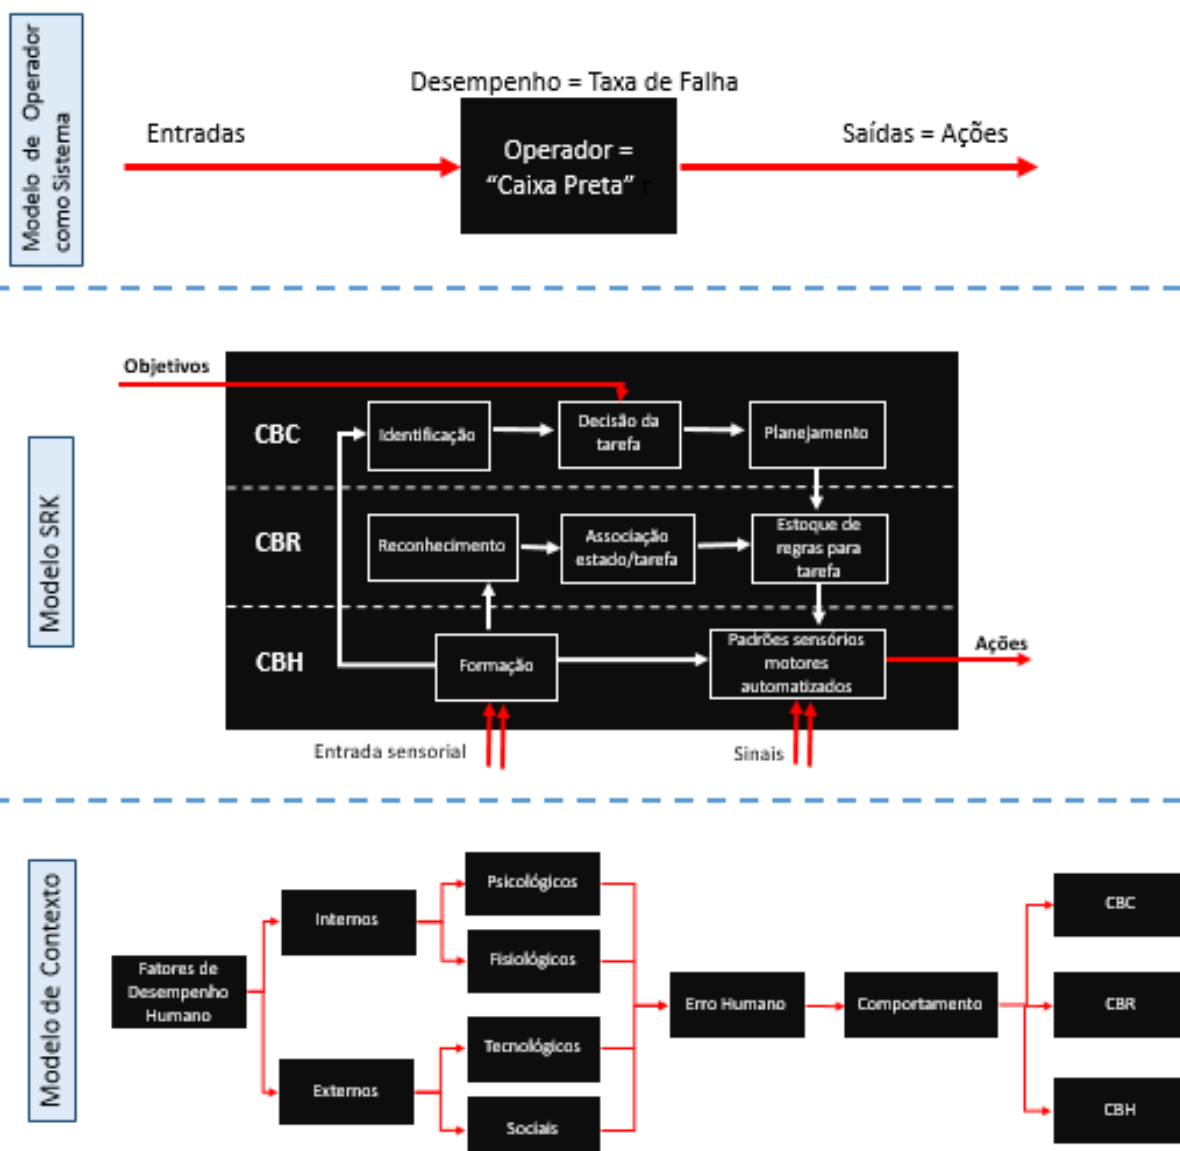 Modelo de Operador
como Sistema
Desempenho = Taxa de Falha
Entradas
Operador =
“Caixa Preta” r
Saídas = Ações
Modelo SRK
Objetivos
CBC
Identificação
Decisão da
tarefa
Planejamento
CBR
Reconhecimento
Associação
estado/tarefa
Estoque de
regras para
tarefa
CBH
Formação
Padrões sensórios
motores
automatizados
Ações
Entrada sensorial
Sinais
Modelo de Contexto
Fatores de
Desempenho
Humano
Internos
Externos
Psicológicos
Fisiológicos
Tecnológicos
Sociais
Erro Humano
Comportamento
CBC
CBR
CBH